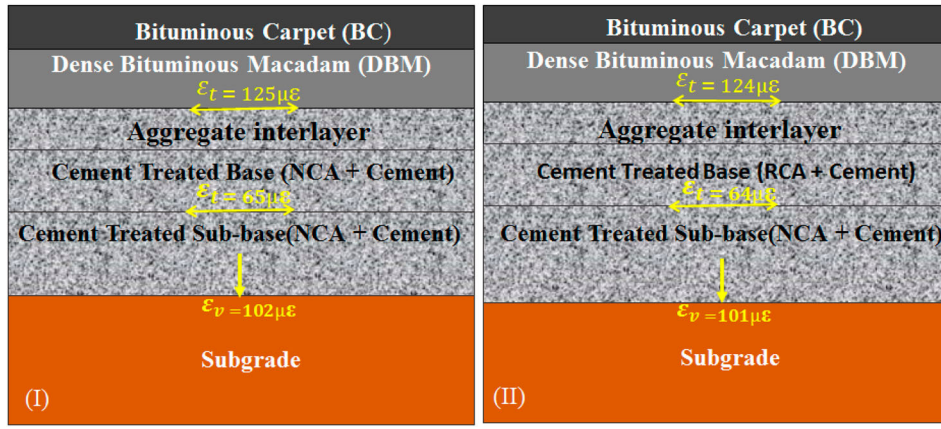 Bituminous Carpet (BC)
Dense Bituminous Macadam (DBM)
εt = 125με
Aggregate interlayer
Cement Treated Base (NCA + Cement)
εt = 65με
Cement Treated Sub-base(NCA + Cement)
εv =102με
Subgrade
(I)
Bituminous Carpet (BC)
Dense Bituminous Macadam (DBM)
εt = 124με
Aggregate interlayer
Cement Treated Base (RCA + Cement)
εt = 64με
Cement Treated Sub-base(NCA + Cement)
εv =101με
Subgrade
(II)